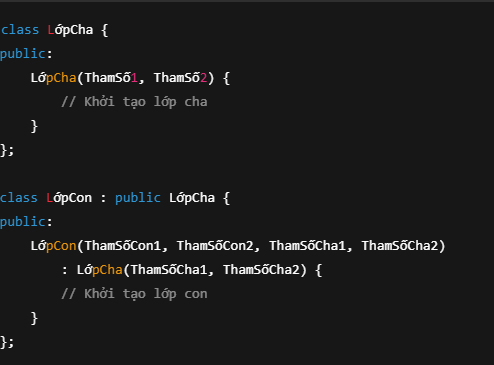 class LớpCha {
public:
    LớpCha(ThamSố1, ThamSố2) {
        // Khởi tạo lớp cha
    }
};

class LớpCon : public LớpCha {
public:
    LớpCon(ThamSốCon1, ThamSốCon2, ThamSốCha1, ThamSốCha2)
        : LớpCha(ThamSốCha1, ThamSốCha2) {
        // Khởi tạo lớp con
    }
};